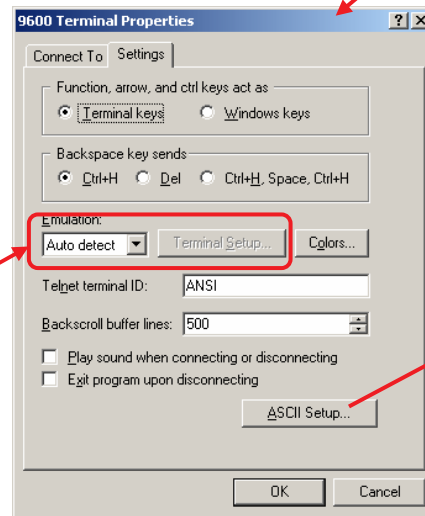 9600 Terminal Properties
Connect To Settings
Function, arrow, and ctrl keys act as
Terminal keys Windows keys
Backspace key sends
Ctrl+H Del Ctrl+H, Space, Ctrl+H
Emulation:
Auto detect Terminal Setup... Colors...
Telnet terminal ID: ANSI
Backscroll buffer lines: 500
Play sound when connecting or disconnecting
Exit program upon disconnecting
ASCII Setup...
OK Cancel